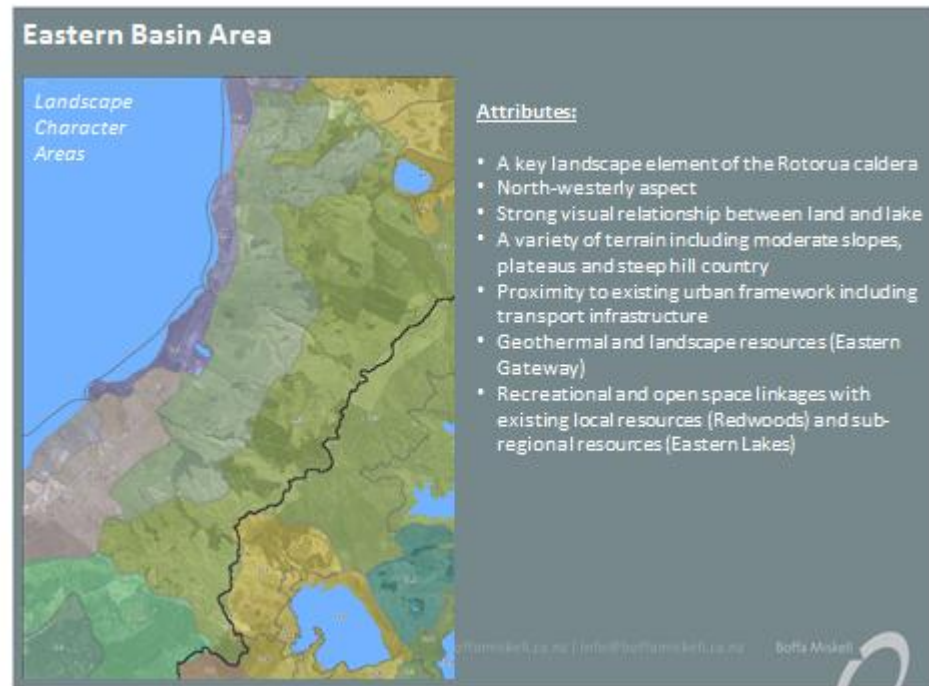 Eastern Basin Area
Landscape
Character
Areas
Attributes:
• A key landscape element of the Rotorua caldera
• North-westerly aspect
• Strong visual relationship between land and lake
• A variety of terrain including moderate slopes,
plateaus and steep hill country
• Proximity to existing urban framework including
transport infrastructure
• Geothermal and landscape resources (Eastern
Gateway)
• Recreational and open space linkages with
existing local resources (Redwoods) and sub-
regional resources (Eastern Lakes)
Boffa Miskell